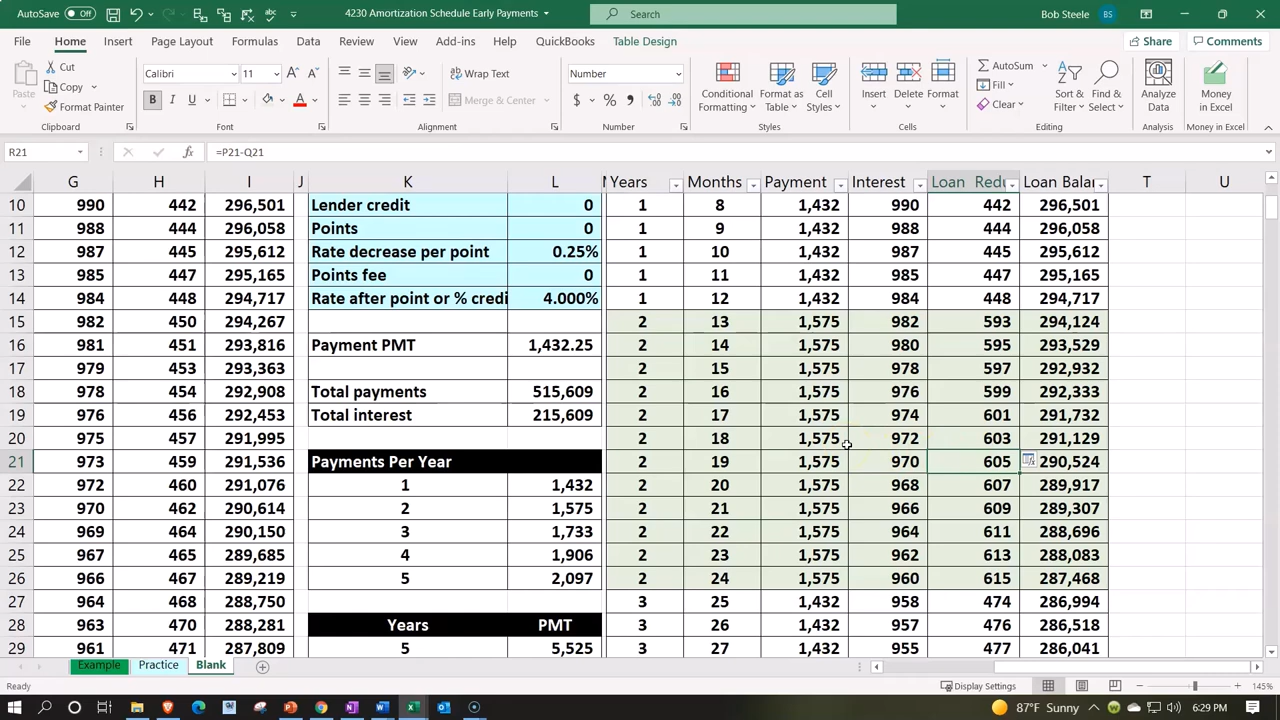 AutoSave Off 4230 Amortization Schedule Early Payments Search Bob Steele BS
File Home Insert Page Layout Formulas Data Review View Add-ins Help QuickBooks Table Design Share Comments
Paste Cut Copy Format Painter Clipboard
Calibri 11 B I U Font
Wrap Text Merge & Center Alignment
Number $ % Number
Conditional Formatting Format as Table Cell Styles Styles
Insert Delete Format Cells
AutoSum Fill Clear Sort & Filter Find & Select Editing
Analyze Data Analysis
Money in Excel Money in Excel
R21 fx =P21-Q21
G H I J K L Years Months Payment Interest Loan Redu Loan Balar T U
10 990 442 296,501 Lender credit 0 1 8 1,432 990 442 296,501
11 988 444 296,058 Points 0 1 9 1,432 988 444 296,058
12 987 445 295,612 Rate decrease per point 0.25% 1 10 1,432 987 445 295,612
13 985 447 295,165 Points fee 0 1 11 1,432 985 447 295,165
14 984 448 294,717 Rate after point or % credi 4.000% 1 12 1,432 984 448 294,717
15 982 450 294,267 2 13 1,575 982 593 294,124
16 981 451 293,816 Payment PMT 1,432.25 2 14 1,575 980 595 293,529
17 979 453 293,363 2 15 1,575 978 597 292,932
18 978 454 292,908 Total payments 515,609 2 16 1,575 976 599 292,333
19 976 456 292,453 Total interest 215,609 2 17 1,575 974 601 291,732
20 975 457 291,995 2 18 1,575 972 603 291,129
21 973 459 291,536 Payments Per Year 2 19 1,575 970 605 290,524
22 972 460 291,076 1 1,432 2 20 1,575 968 607 289,917
23 970 462 290,614 2 1,575 2 21 1,575 966 609 289,307
24 969 464 290,150 3 1,733 2 22 1,575 964 611 288,696
25 967 465 289,685 4 1,906 2 23 1,575 962 613 288,083
26 966 467 289,219 5 2,097 2 24 1,575 960 615 287,468
27 964 468 288,750 3 25 1,432 958 474 286,994
28 963 470 288,281 Years PMT 3 26 1,432 957 476 286,518
29 961 471 287,809 5 5,525 3 27 1,432 955 477 286,041
Example Practice Blank
Ready Display Settings 145%
87°F Sunny 6:29 PM